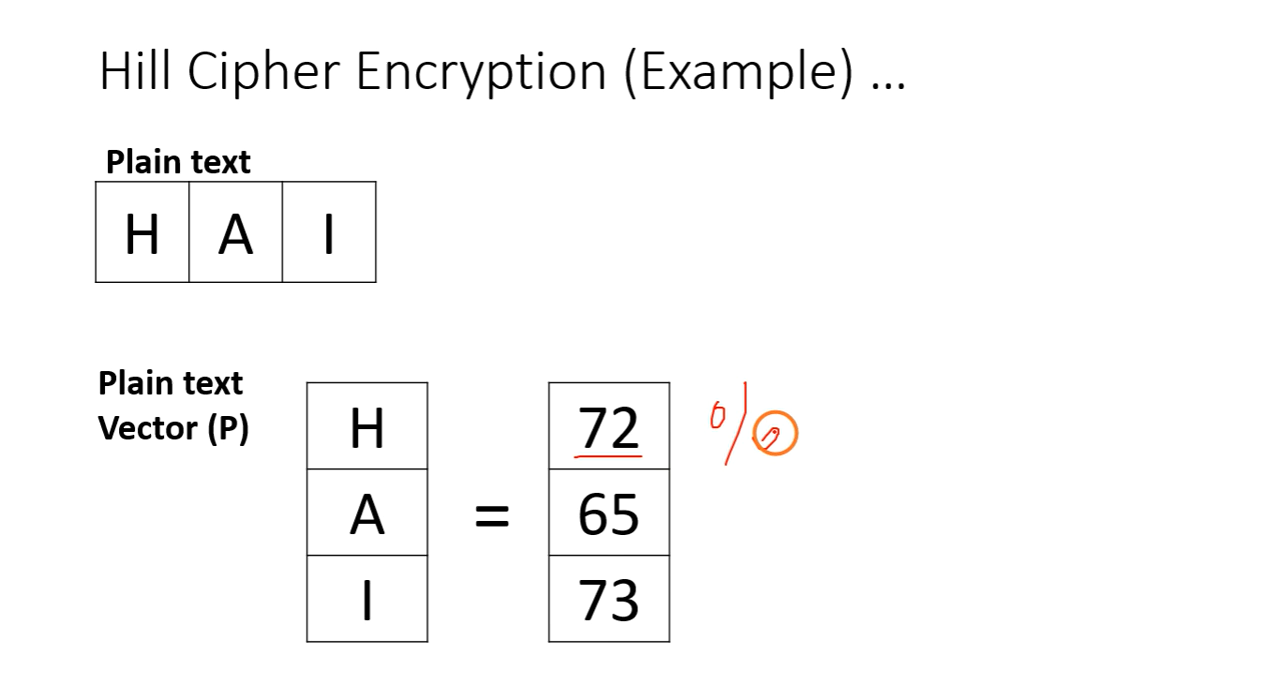 Hill Cipher Encryption (Example) ...
Plain text
H A I
Plain text
Vector (P)
H 72 %
A = 65
I 73